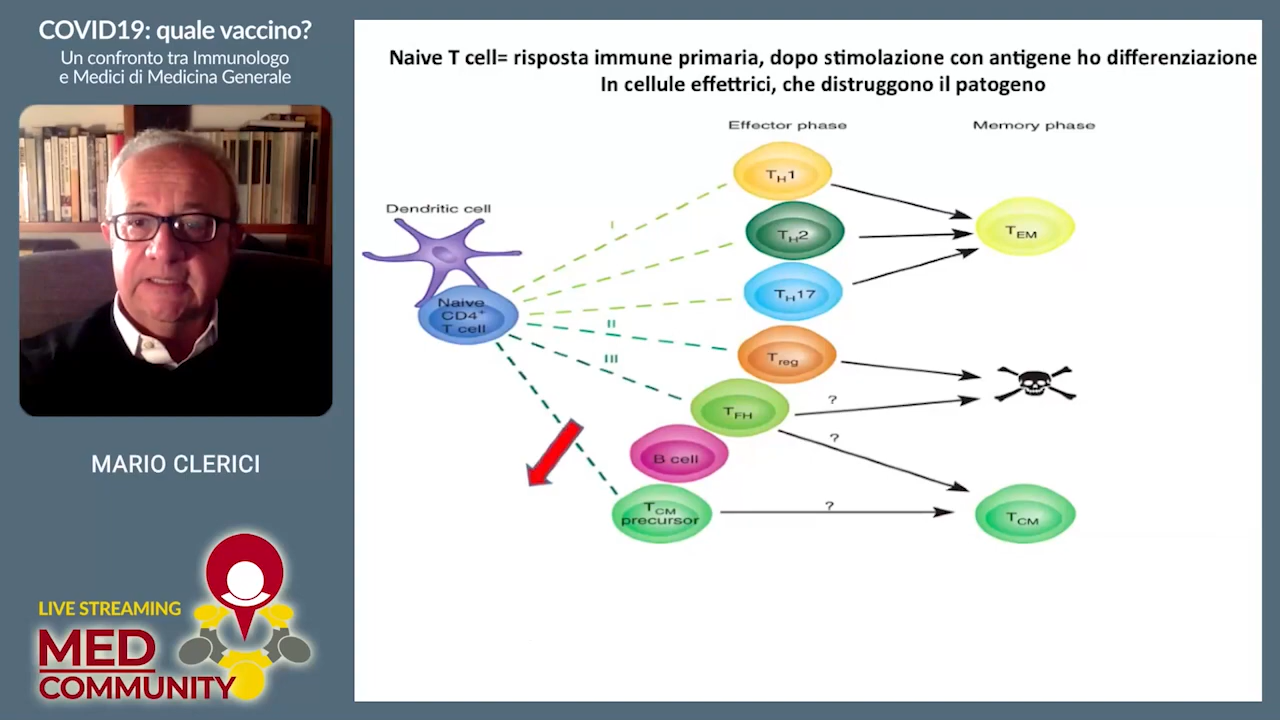 COVID19: quale vaccino?
Un confronto tra Immunologo
e Medici di Medicina Generale
MARIO CLERICI
LIVE STREAMING
MED
COMMUNITY
Naive T cell= risposta immune primaria, dopo stimolazione con antigene ho differenziazione
In cellule effettrici, che distruggono il patogeno
Effector phase
Memory phase
Dendritic cell
Naive
CD4+
T cell
I
II
III
TH1
TH2
TH17
Treg
TFH
B cell
TCM
precursor
?
?
?
TEM
TCM